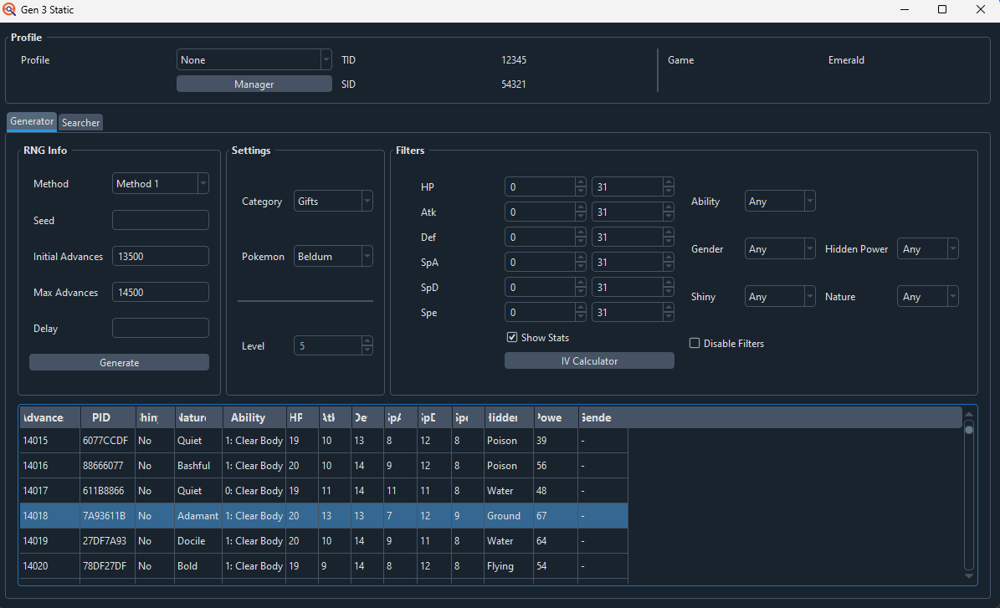 Gen 3 Static
Profile
Profile None TID 12345 Game Emerald
Manager SID 54321
Generator Searcher
RNG Info
Method Method 1
Seed
Initial Advances 13500
Max Advances 14500
Delay
Generate
Settings
Category Gifts
Pokemon Beldum
Level 5
Filters
HP 0 31
Atk 0 31
Def 0 31
SpA 0 31
SpD 0 31
Spe 0 31
Show Stats
IV Calculator
Ability Any
Gender Any Hidden Power Any
Shiny Any Nature Any
Disable Filters
Advance PID Shiny Nature Ability HP Atk De SpA SpD Spe Hidden Powe Gende
14015 6077CCDF No Quiet 1: Clear Body 19 10 13 8 12 8 Poison 39 -
14016 88666077 No Bashful 1: Clear Body 20 10 14 9 12 8 Poison 56 -
14017 611B8866 No Quiet 0: Clear Body 19 11 14 11 11 8 Water 48 -
14018 7A93611B No Adamant 1: Clear Body 20 13 13 7 12 9 Ground 67 -
14019 27DF7A93 No Docile 1: Clear Body 20 10 14 9 11 8 Water 64 -
14020 78DF27DF No Bold 1: Clear Body 19 9 14 8 12 8 Flying 54 -